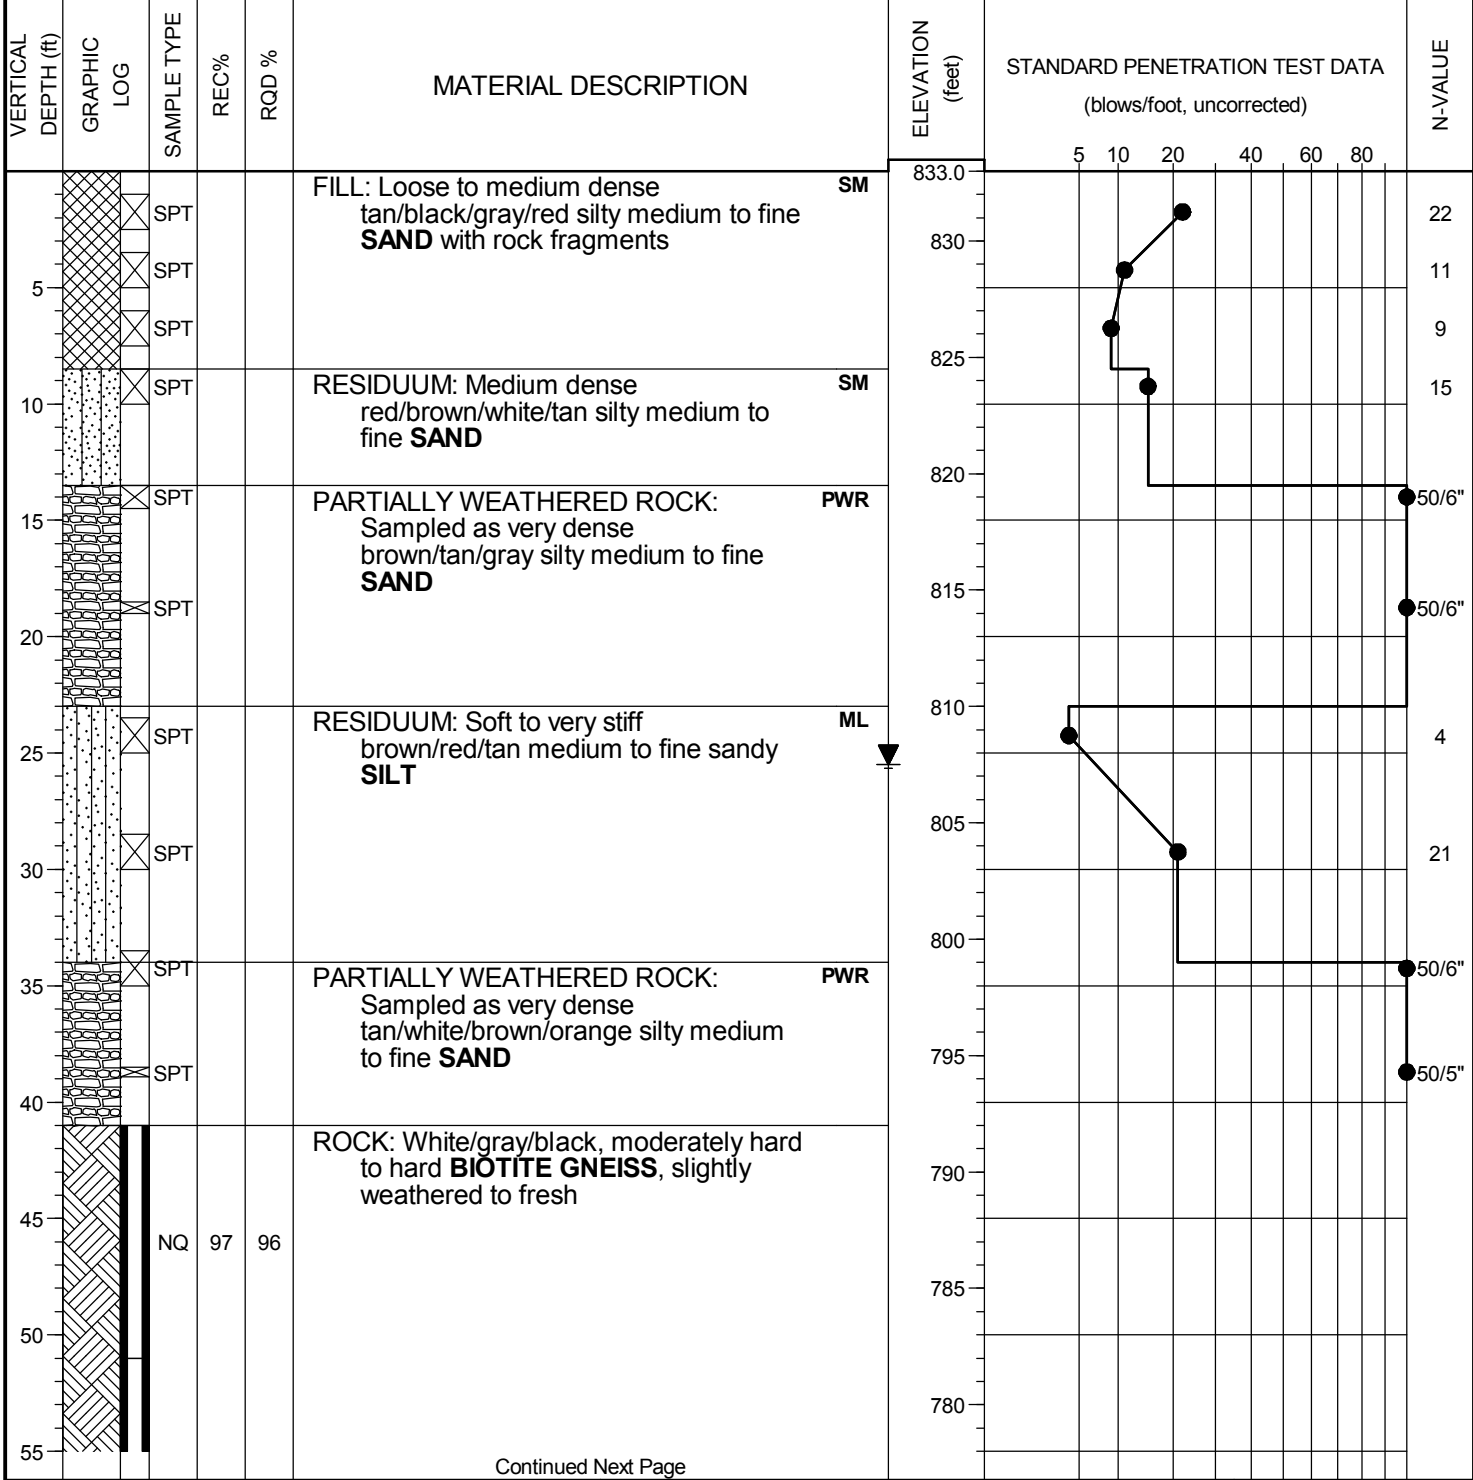 VERTICAL
DEPTH (ft)
GRAPHIC
LOG
SAMPLE TYPE
REC%
RQD %
MATERIAL DESCRIPTION
ELEVATION
(feet)
STANDARD PENETRATION TEST DATA
(blows/foot, uncorrected)
N-VALUE
5 10 20 40 60 80
833.0
FILL: Loose to medium dense SM
tan/black/gray/red silty medium to fine
SAND with rock fragments
SPT
22
830
SPT
11
5
SPT
9
825
RESIDUUM: Medium dense SM
red/brown/white/tan silty medium to
fine SAND
SPT
15
10
820
PARTIALLY WEATHERED ROCK: PWR
Sampled as very dense
brown/tan/gray silty medium to fine
SAND
SPT
50/6"
15
815
SPT
50/6"
20
810
RESIDUUM: Soft to very stiff ML
brown/red/tan medium to fine sandy
SILT
SPT
4
25
805
SPT
21
30
800
PARTIALLY WEATHERED ROCK: PWR
Sampled as very dense
tan/white/brown/orange silty medium
to fine SAND
SPT
50/6"
35
795
SPT
50/5"
40
ROCK: White/gray/black, moderately hard
to hard BIOTITE GNEISS, slightly
weathered to fresh
790
45
NQ 97 96
785
50
780
55
Continued Next Page